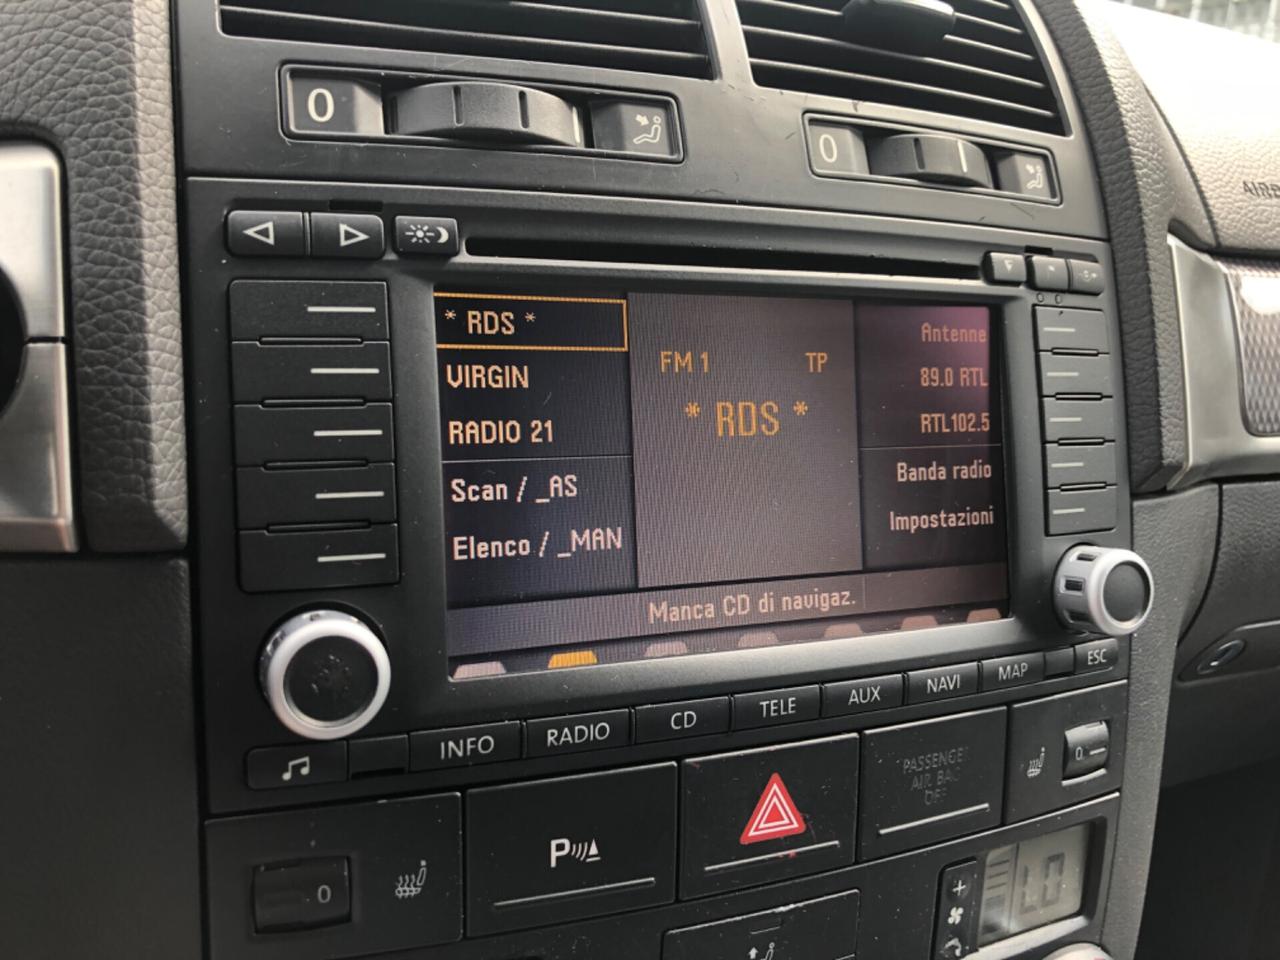 0
0
* RDS *
VIRGIN
RADIO 21
Scan / _AS
Elenco / _MAN
FM 1 TP
* RDS *
Antenne
89.0 RTL
RTL102.5
Banda radio
Impostazioni
Manca CD di navigaz.
INFO RADIO CD TELE AUX NAVI MAP ESC
P
PASSENGER
AIR BAG
OFF
0
0
LO